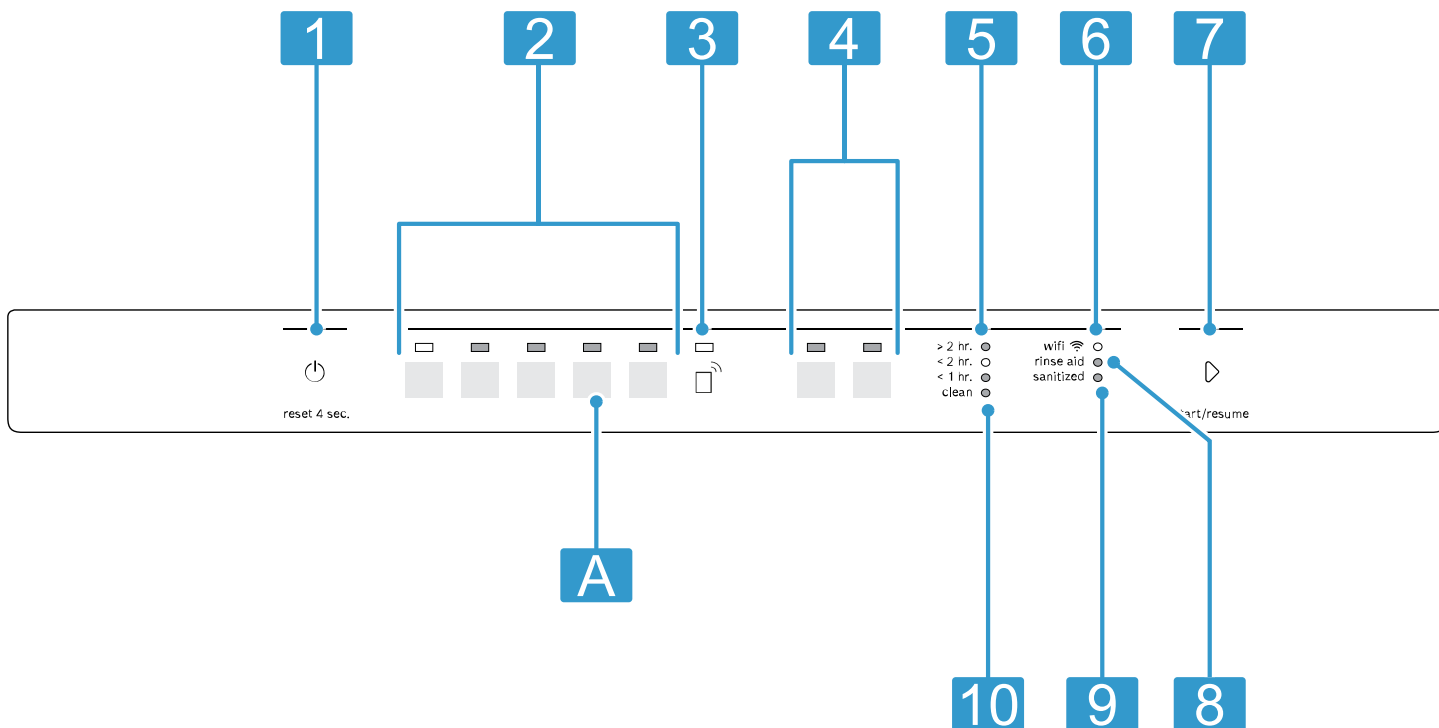 1 2 3 4 5 6 7
> 2 hr.
< 2 hr.
< 1 hr.
clean
wifi
rinse aid
sanitized
reset 4 sec.
art/resume
A
10 9 8